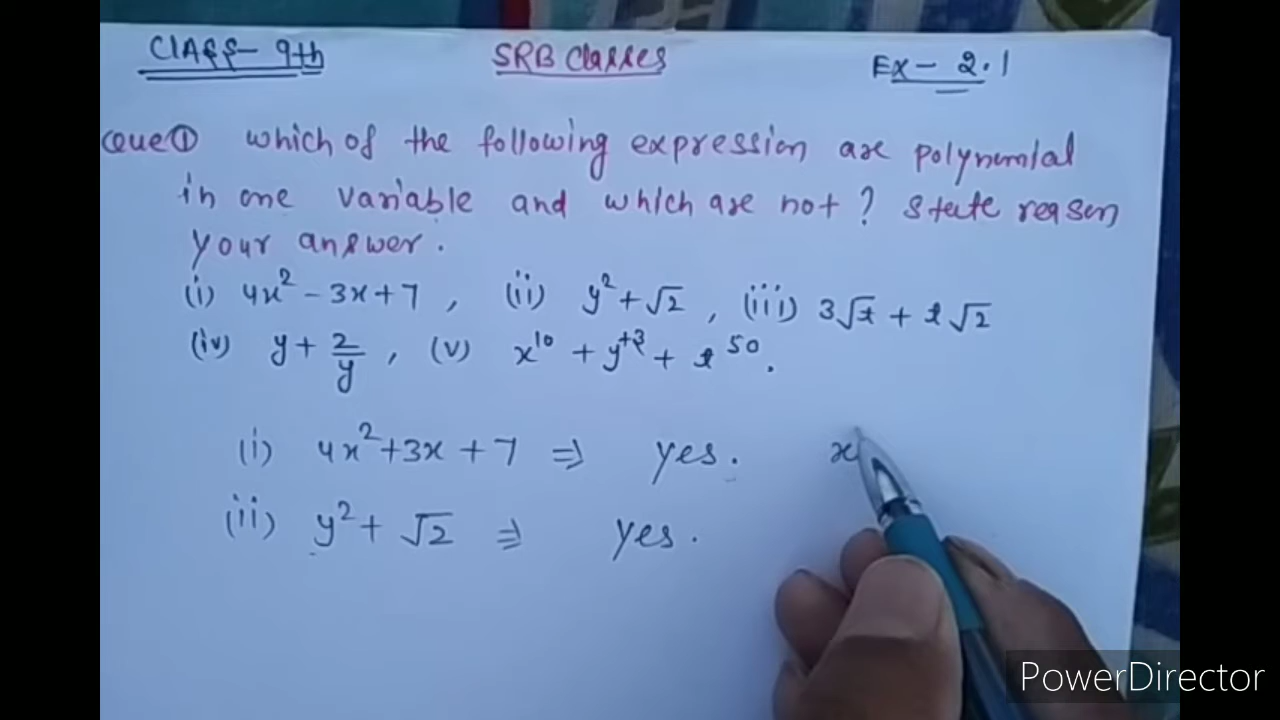 Class- 9th SRB Classes Ex- 2.1
Que① which of the following expression are polynomial
in one variable and which are not? State reason
your answer.
(i) 4x² - 3x + 7 , (ii) y² + √2 , (iii) 3√t + t√2
(iv) y + 2/y , (v) x¹⁰ + y⁺³ + t⁵⁰.
(i) 4x² + 3x + 7 ⇒ yes. x
(ii) y² + √2 ⇒ yes.
PowerDirector